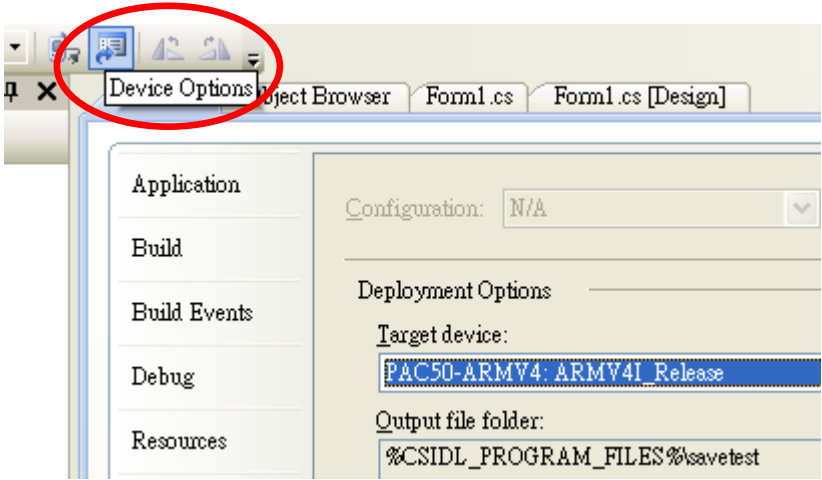 Device Options
Object Browser
Form1.cs
Form1.cs [Design]
Application
Build
Build Events
Debug
Resources
Configuration: N/A
Deployment Options
Target device:
PAC50-ARMV4: ARMV4I_Release
Output file folder:
%CSIDL_PROGRAM_FILES%\savetest